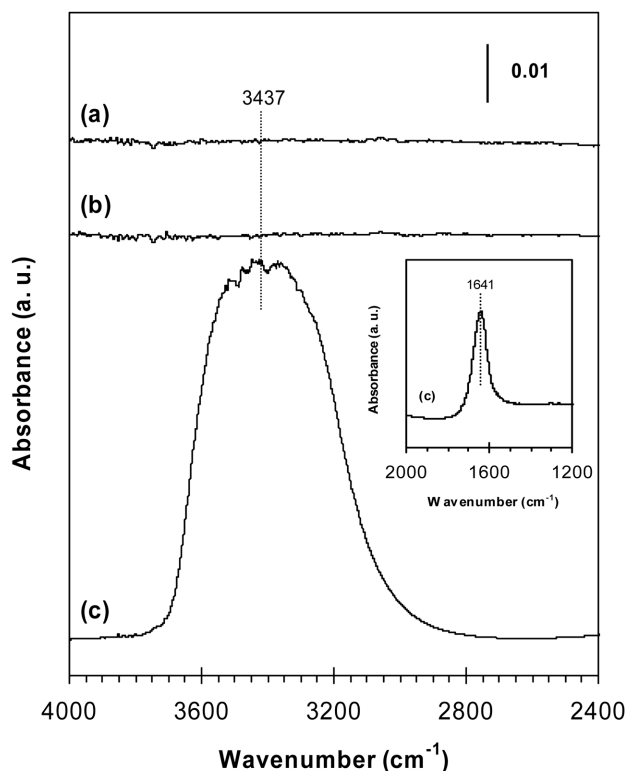 0.01
3437
(a)
(b)
1641
Absorbance (a. u.)
(c)
2000 1600 1200
Wavenumber (cm-1)
Absorbance (a. u.)
(c)
4000 3600 3200 2800 2400
Wavenumber (cm-1)